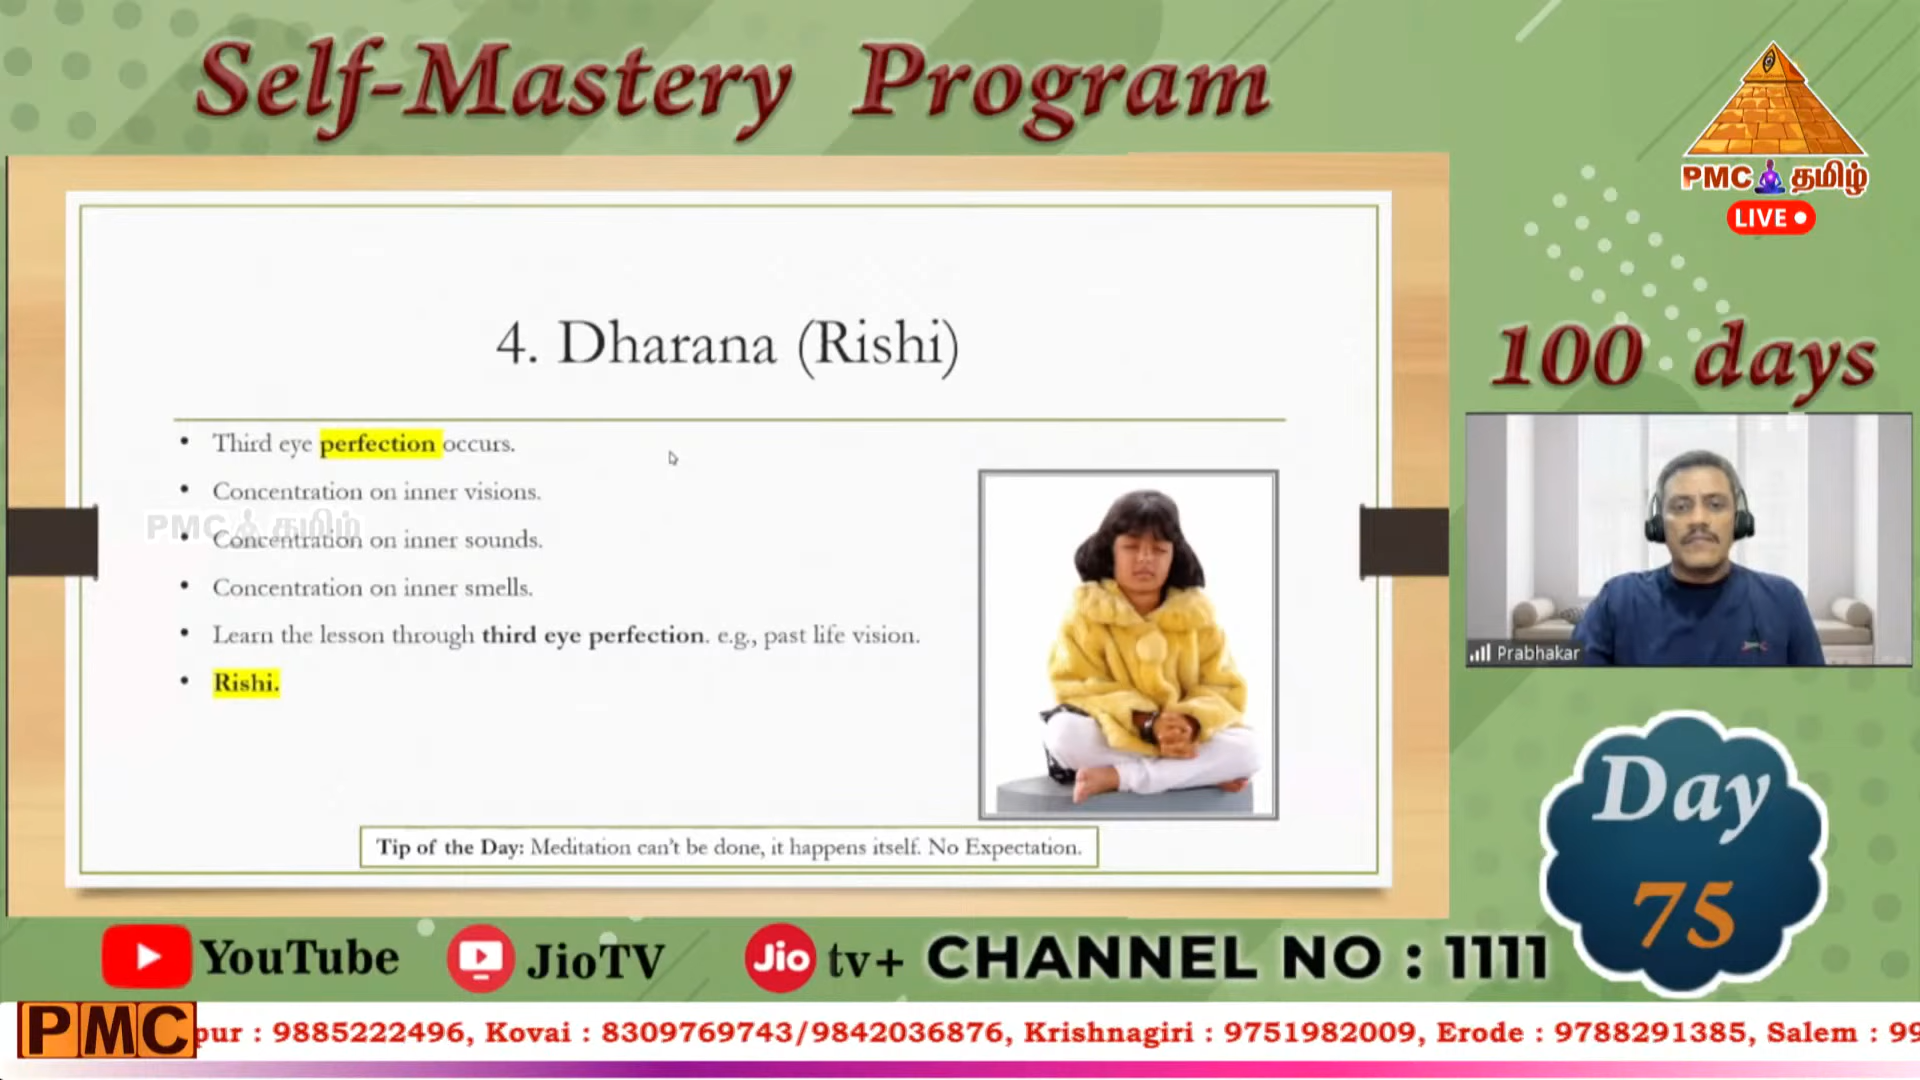 Self-Mastery Program
PMC தமிழ்
LIVE
100 days
4. Dharana (Rishi)
• Third eye perfection occurs.
• Concentration on inner visions.
PMC தமிழ்
• Concentration on inner sounds.
• Concentration on inner smells.
• Learn the lesson through third eye perfection. e.g., past life vision.
• Rishi.
Prabhakar
Tip of the Day: Meditation can't be done, it happens itself. No Expectation.
Day
75
YouTube JioTV Jio tv+ CHANNEL NO : 1111
PMC pur : 9885222496, Kovai : 8309769743/9842036876, Krishnagiri : 9751982009, Erode : 9788291385, Salem : 99